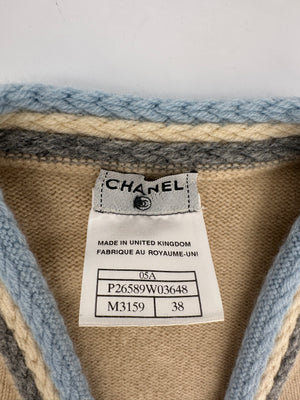 CHANEL
MADE IN UNITED KINGDOM
FABRIQUE AU ROYAUME-UNI
05A
P26589W03648
M3159 38